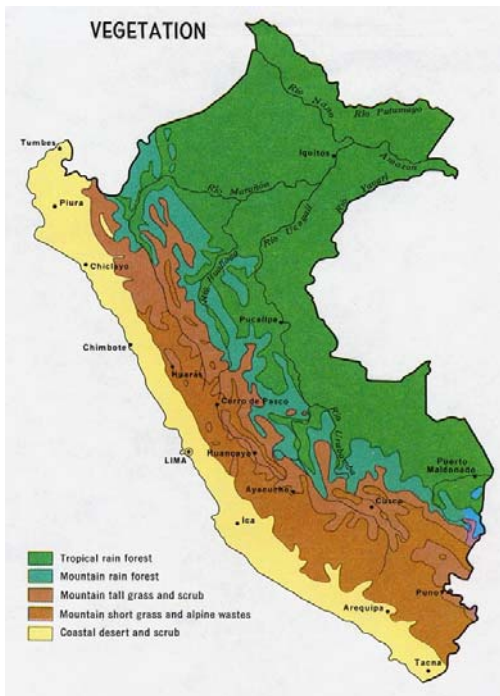 VEGETATION
Río Napo
Río Putumayo
Tumbes
Iquitos
Amazon
Río Marañón
Río Yavarí
Piura
Río Ucayali
Chiclayo
Río Huallaga
Pucallpa
Chimbote
Huarás
Cerro de Pasco
Río Urubamba
LIMA
Huancayo
Puerto
Maldonado
Ayacucho
Cusco
Ica
Tropical rain forest
Mountain rain forest
Mountain tall grass and scrub
Mountain short grass and alpine wastes
Coastal desert and scrub
Puno
Arequipa
Tacna